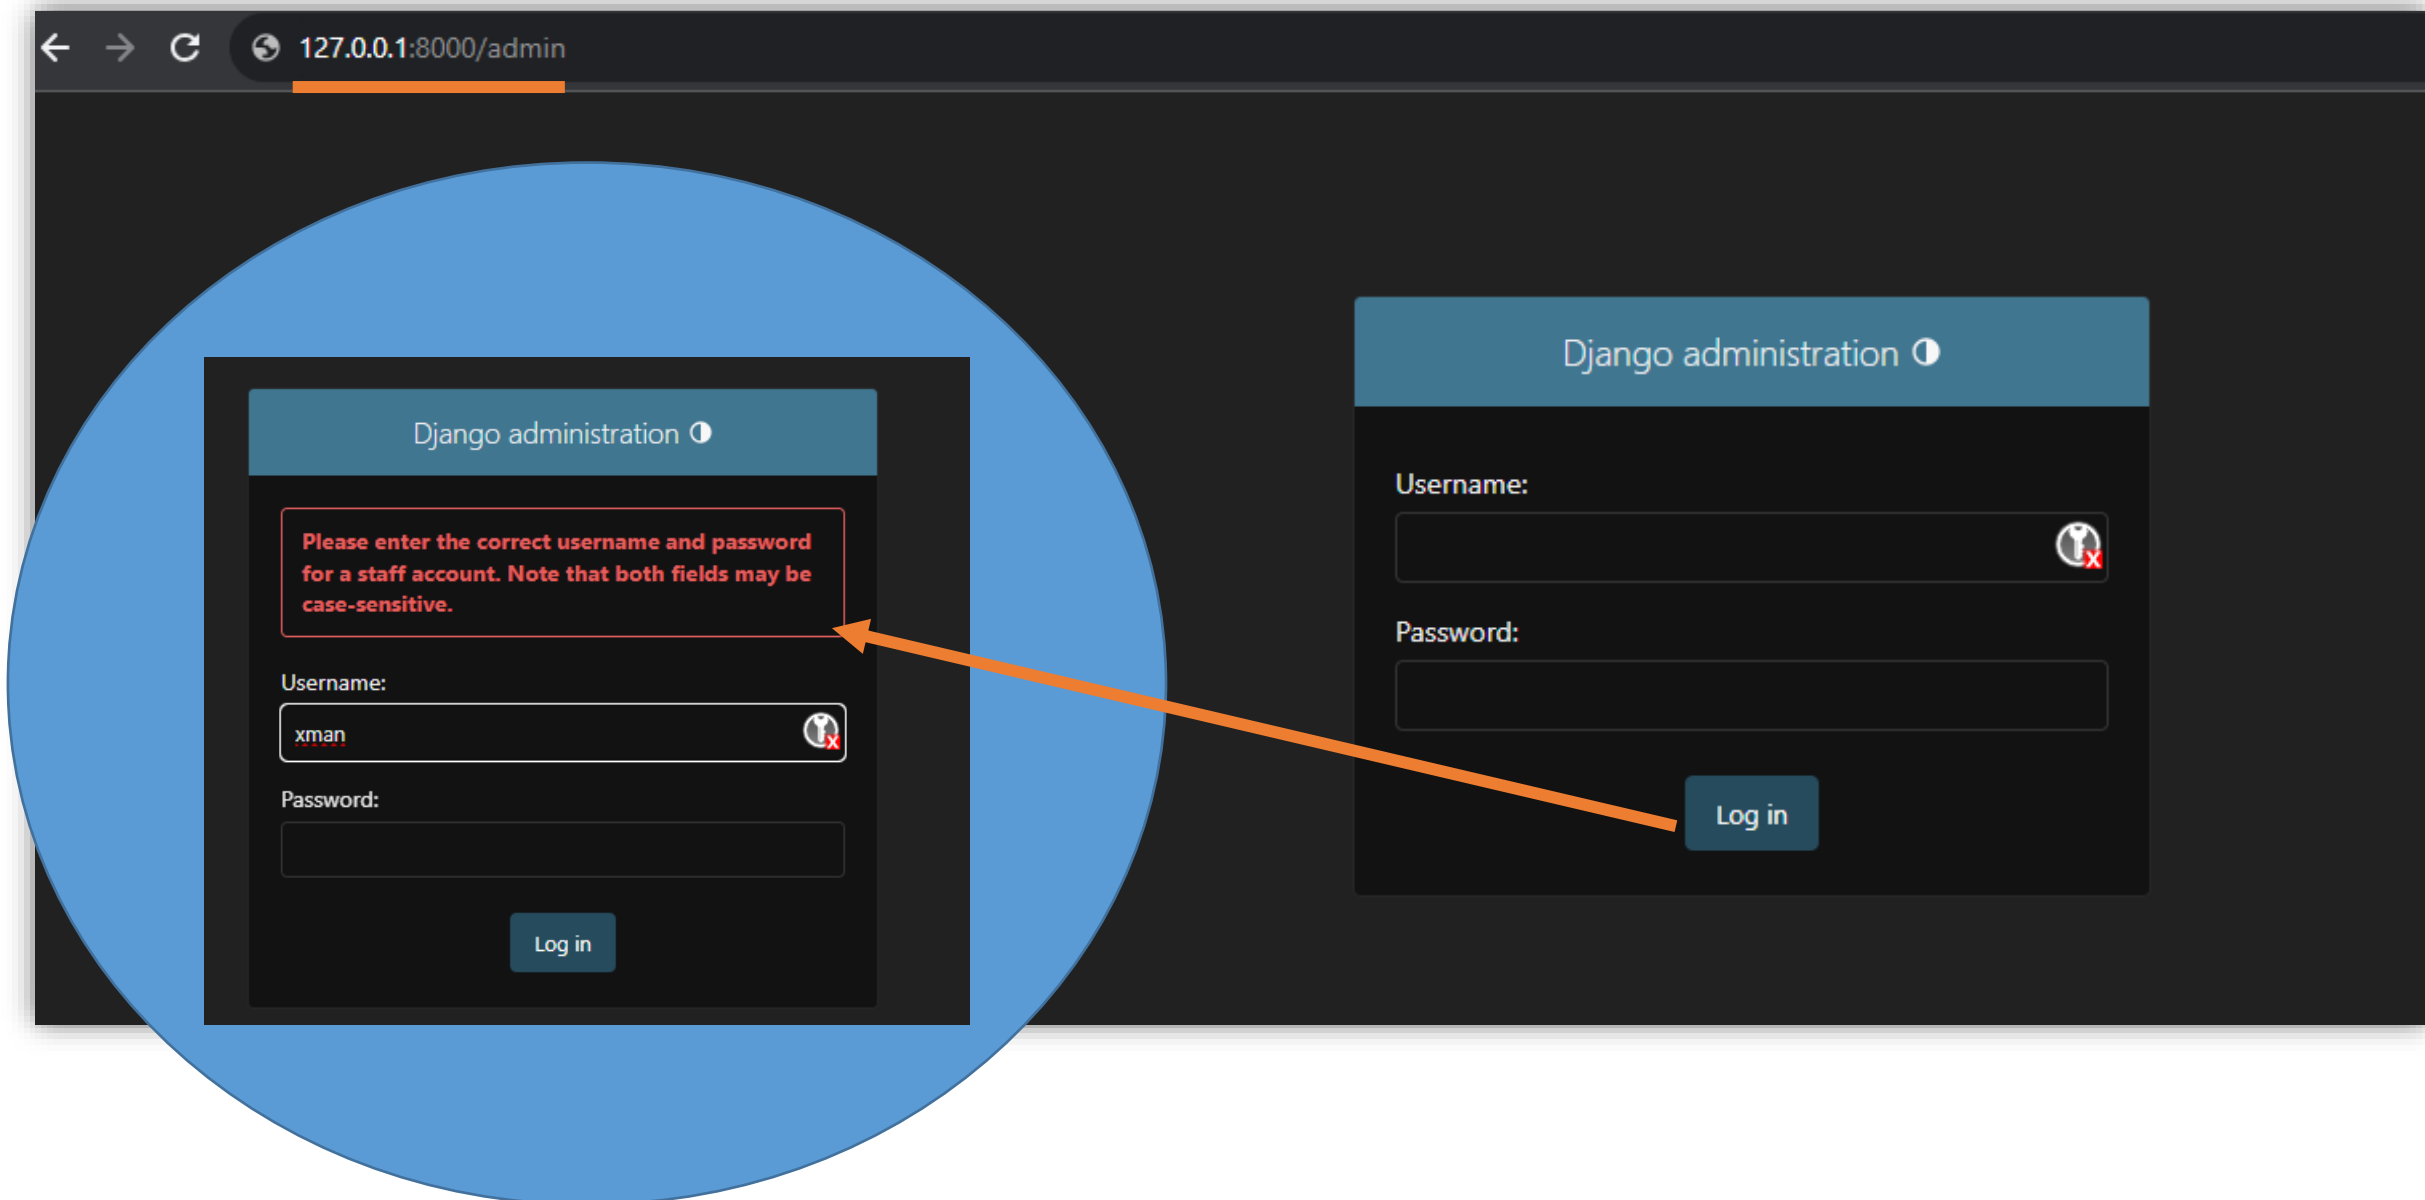 127.0.0.1:8000/admin
Django administration
Please enter the correct username and password
for a staff account. Note that both fields may be
case-sensitive.
Username:
xman
Password:
Log in
Django administration
Username:
Password:
Log in